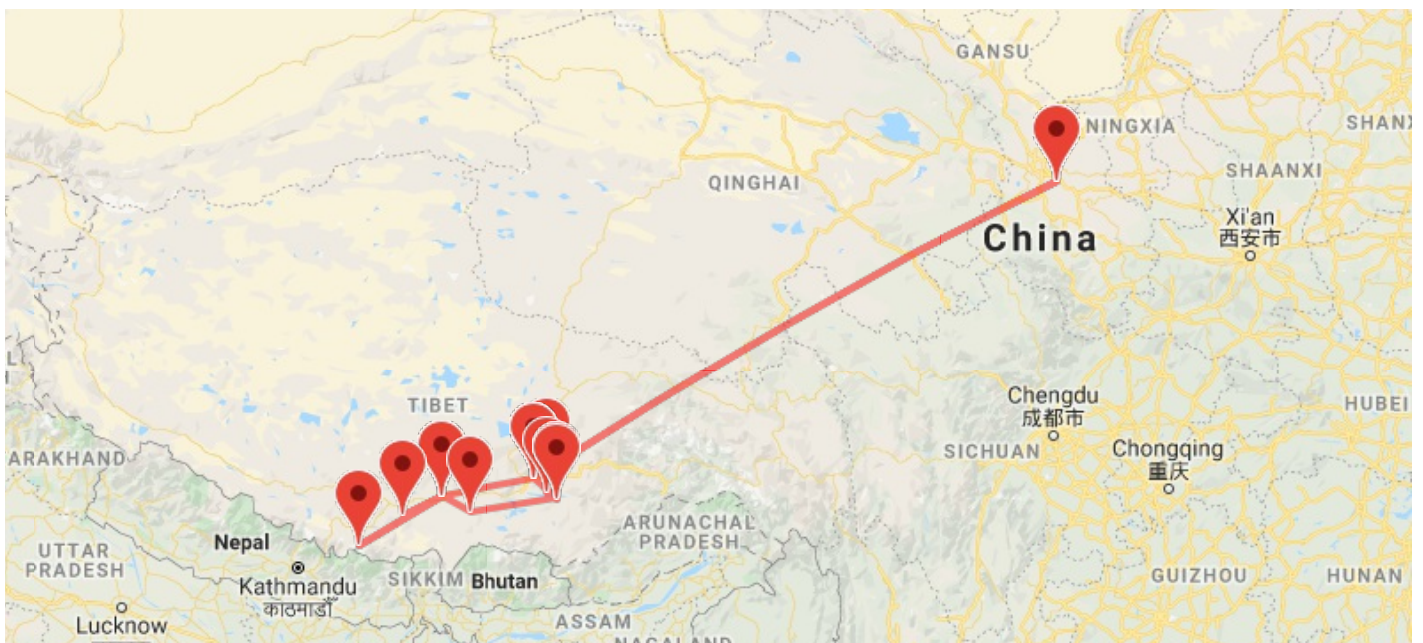 GANSU
NINGXIA
SHANX
QINGHAI
SHAANXI
Xi'an
西安市
China
TIBET
Chengdu
成都市
HUBEI
ARAKHAND
SICHUAN
Chongqing
重庆
ARUNACHAL
PRADESH
Nepal
UTTAR
PRADESH
Kathmandu
काठमाडौँ
SIKKIM
Bhutan
GUIZHOU
HUNAN
Lucknow
ASSAM
NAGALAND